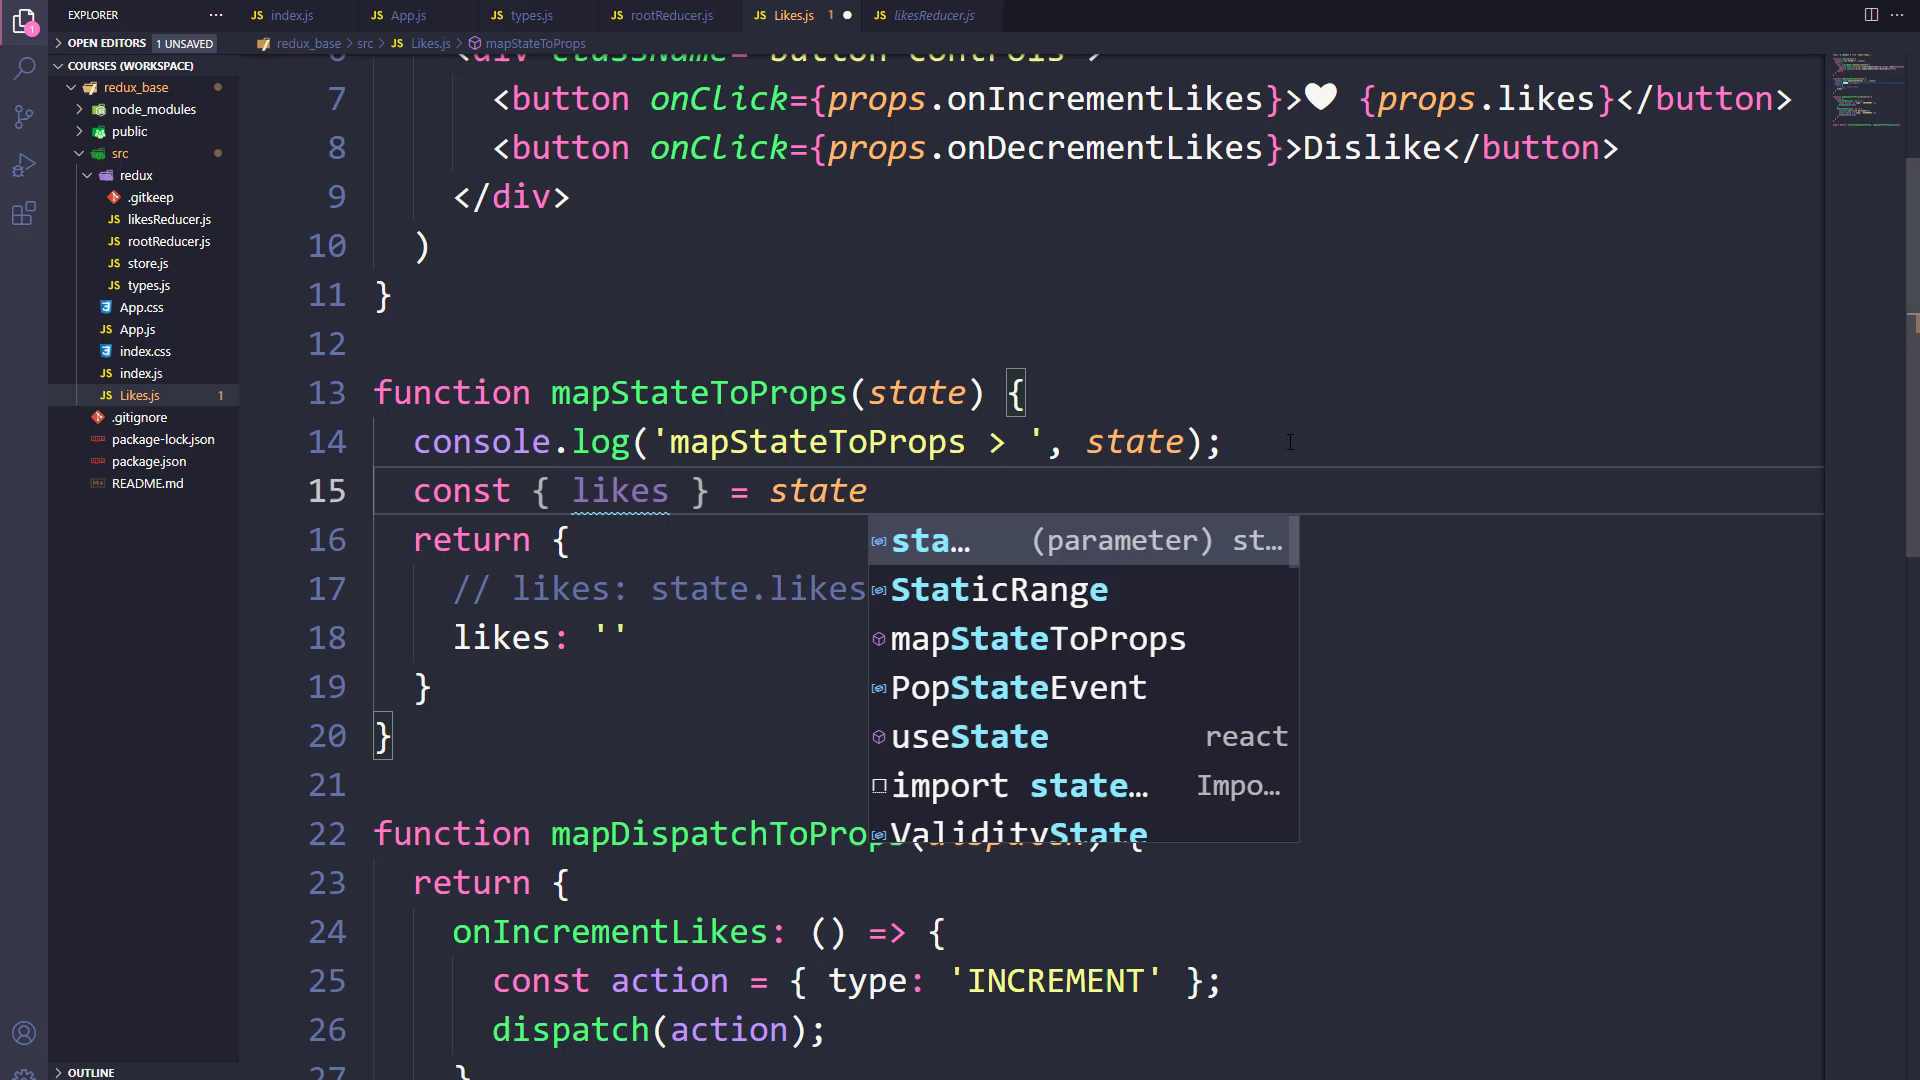 EXPLORER
index.js
App.js
types.js
rootReducer.js
Likes.js 1
likesReducer.js
OPEN EDITORS 1 UNSAVED
redux_base > src > Likes.js > mapStateToProps
COURSES (WORKSPACE)
redux_base
node_modules
public
src
redux
.gitkeep
likesReducer.js
rootReducer.js
store.js
types.js
App.css
App.js
index.css
index.js
Likes.js 1
.gitignore
package-lock.json
package.json
README.md
OUTLINE
7 <button onClick={props.onIncrementLikes}>♥ {props.likes}</button>
8 <button onClick={props.onDecrementLikes}>Dislike</button>
9 </div>
10 )
11 }
12
13 function mapStateToProps(state) {
14 console.log('mapStateToProps > ', state);
15 const { likes } = state
16 return {
17 // likes: state.likes
18 likes: ''
19 }
20 }
21
22 function mapDispatchToProps
23 return {
24 onIncrementLikes: () => {
25 const action = { type: 'INCREMENT' };
26 dispatch(action);
27 }
sta… (parameter) st…
StaticRange
mapStateToProps
PopStateEvent
useState react
import state… Impo…
ValidityState